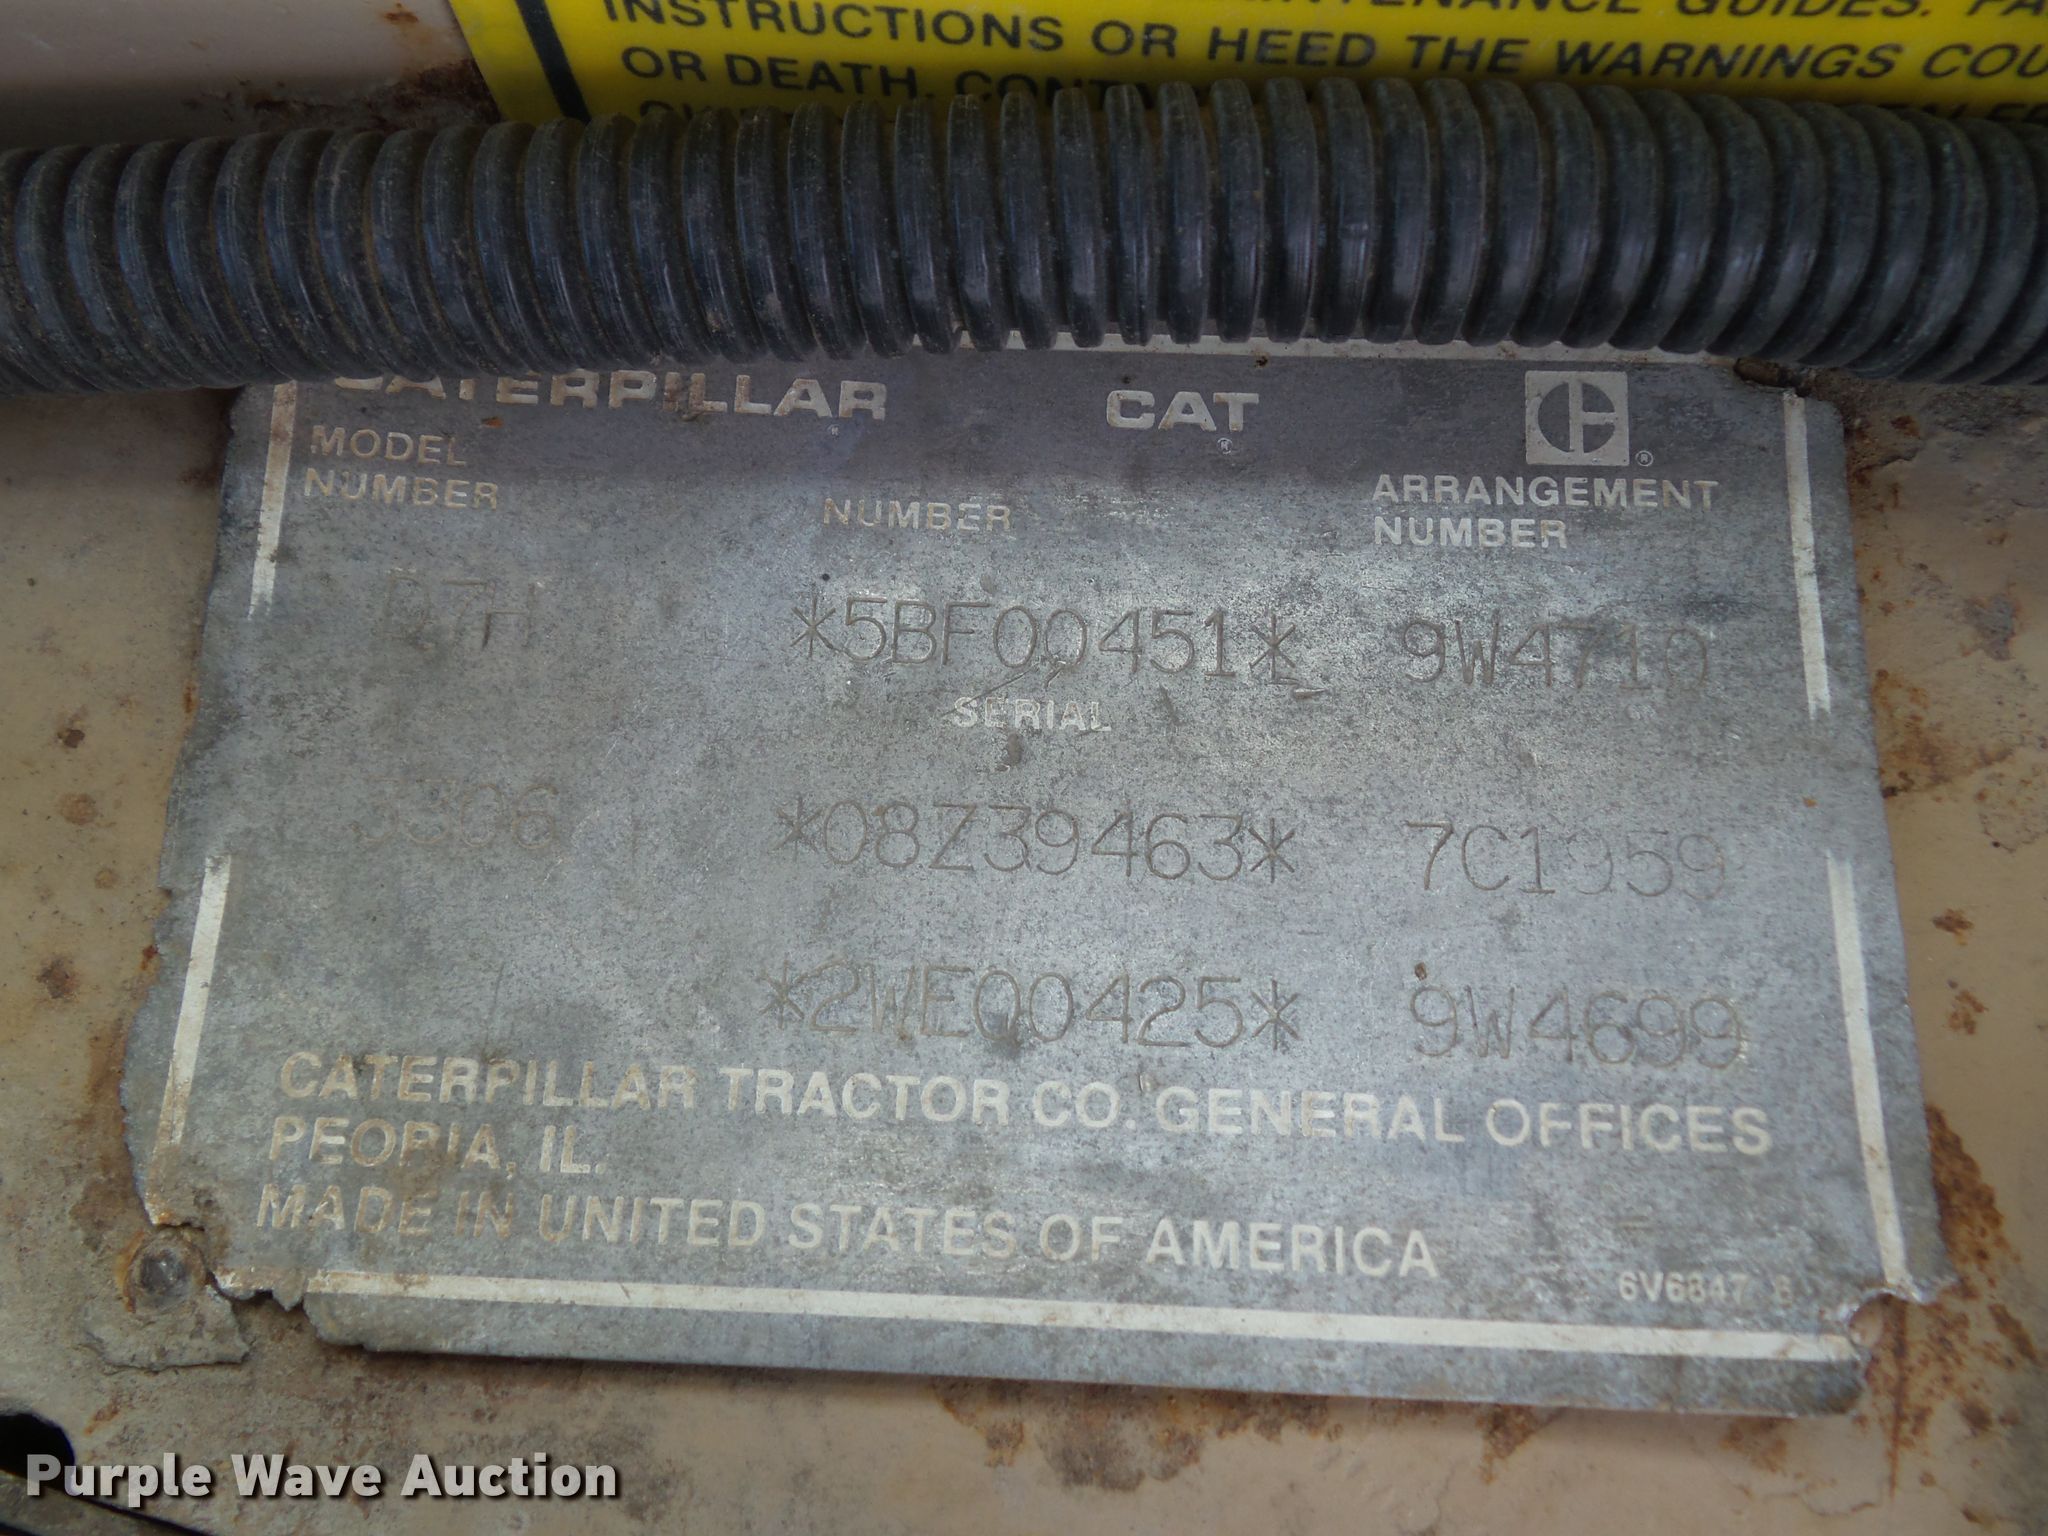 INSTRUCTIONS OR HEED THE WARNINGS
OR DEATH.
CATERPILLAR CAT
MODEL NUMBER
NUMBER
ARRANGEMENT NUMBER
D7H *5BF00451* 9W4710
SERIAL
3306 *08Z39463* 7C1959
*2WE00425* 9W4699
CATERPILLAR TRACTOR CO. GENERAL OFFICES
PEORIA, IL.
MADE IN UNITED STATES OF AMERICA
6V6847
Purple Wave Auction